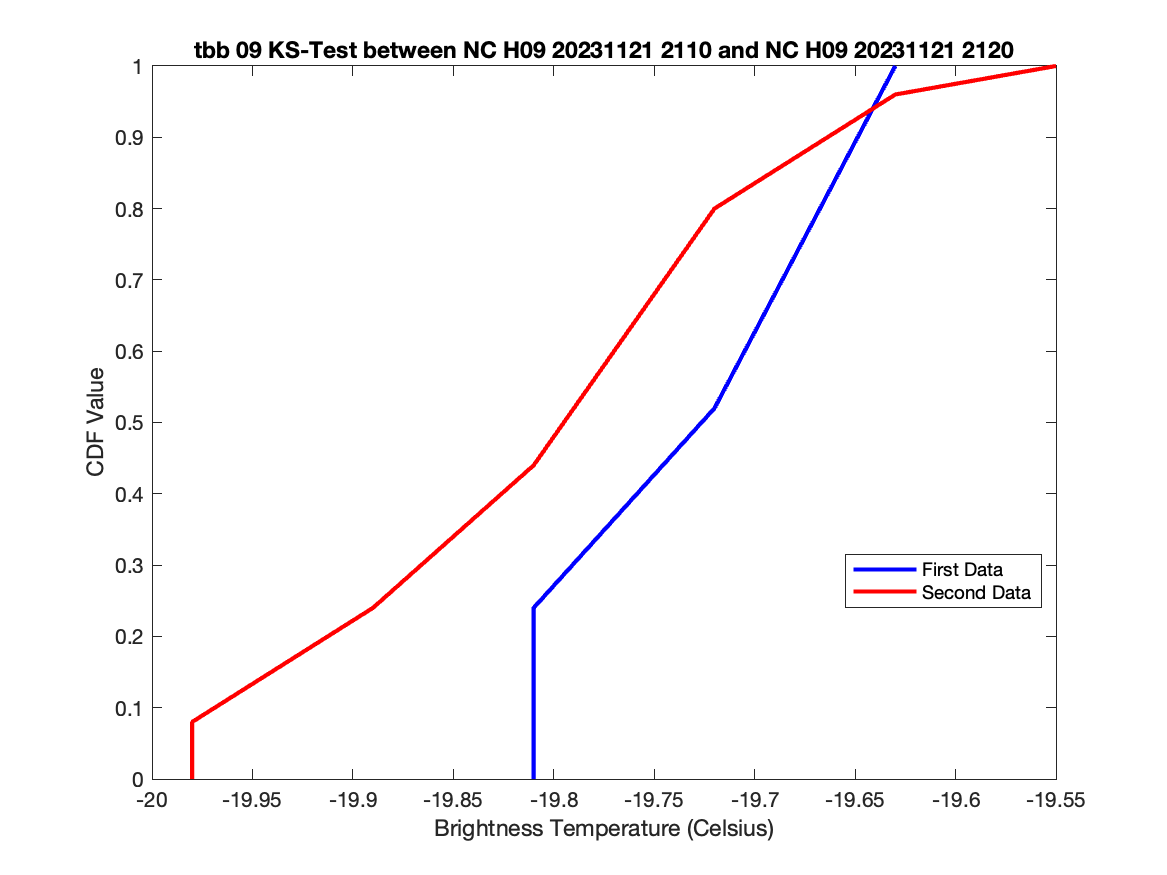 tbb 09 KS-Test between NC H09 20231121 2110 and NC H09 20231121 2120
1
0.9
0.8
0.7
0.6
0.5
0.4
0.3
0.2
0.1
0
CDF Value
First Data
Second Data
-20 -19.95 -19.9 -19.85 -19.8 -19.75 -19.7 -19.65 -19.6 -19.55
Brightness Temperature (Celsius)